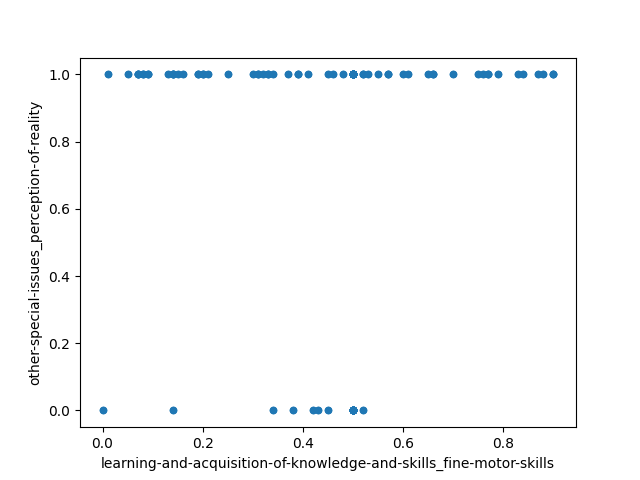 other-special-issues_perception-of-reality
1.0
0.8
0.6
0.4
0.2
0.0
0.0 0.2 0.4 0.6 0.8
learning-and-acquisition-of-knowledge-and-skills_fine-motor-skills